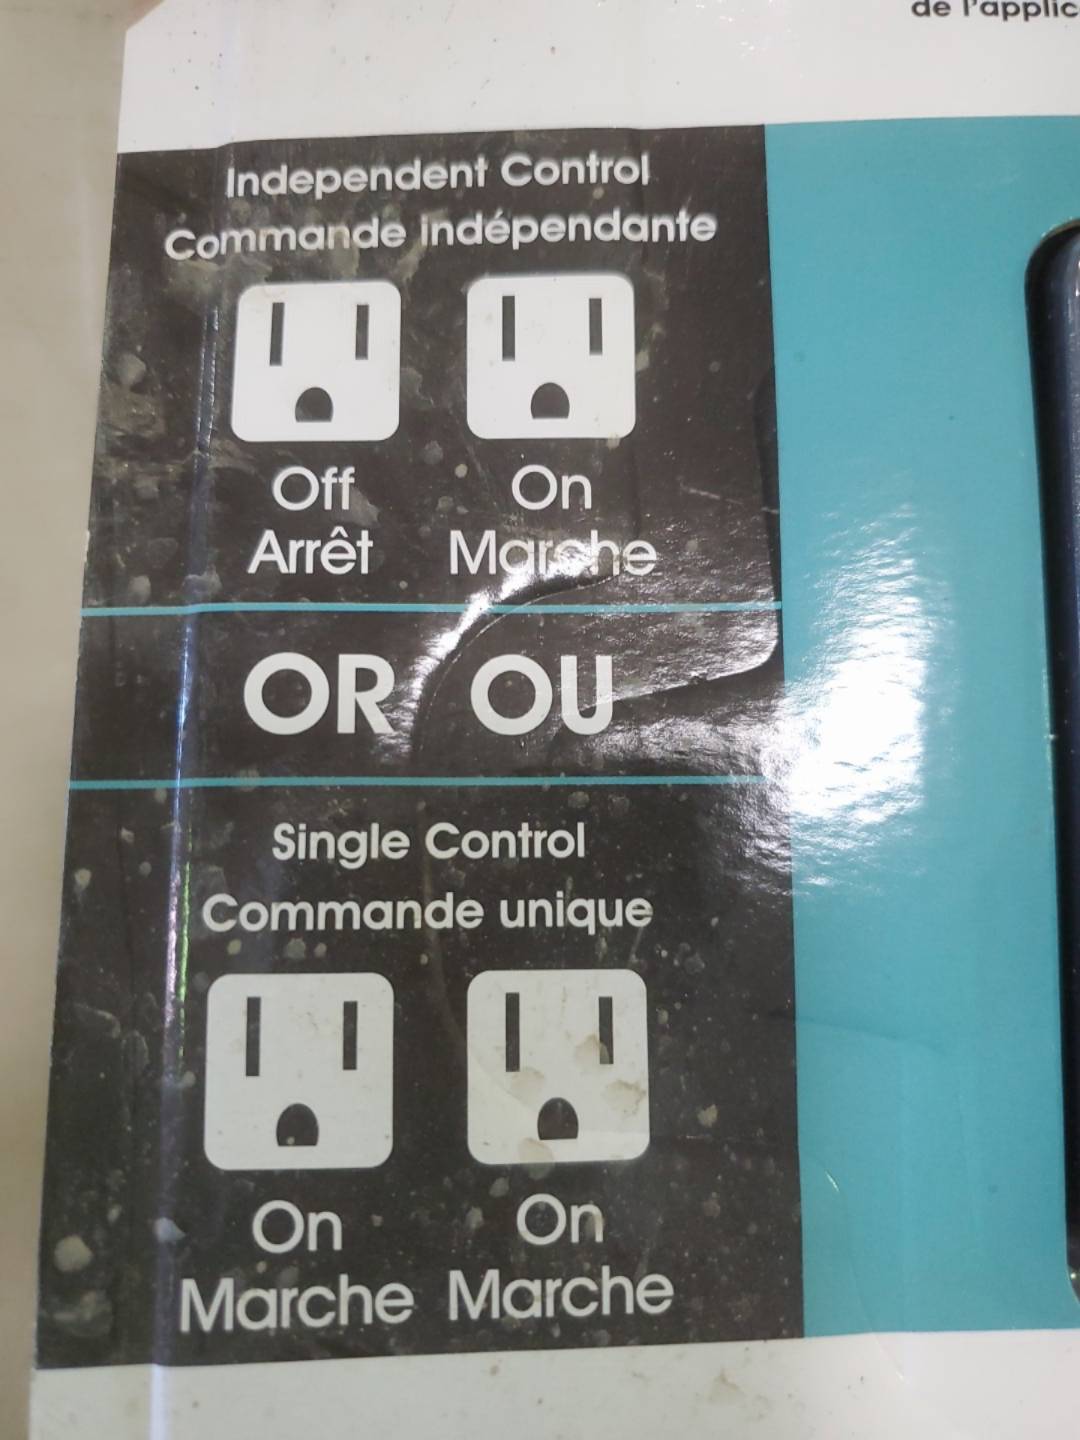 de l'applic
Independent Control
Commande indépendante
Off On
Arrêt Marche
OR OU
Single Control
Commande unique
On On
Marche Marche